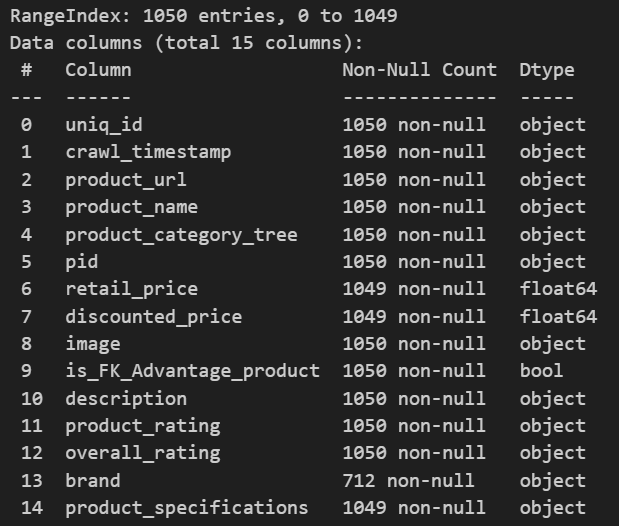 RangeIndex: 1050 entries, 0 to 1049
Data columns (total 15 columns):
 #   Column                   Non-Null Count  Dtype
---  ------                   --------------  -----
 0   uniq_id                  1050 non-null   object
 1   crawl_timestamp          1050 non-null   object
 2   product_url              1050 non-null   object
 3   product_name             1050 non-null   object
 4   product_category_tree    1050 non-null   object
 5   pid                      1050 non-null   object
 6   retail_price             1049 non-null   float64
 7   discounted_price         1049 non-null   float64
 8   image                    1050 non-null   object
 9   is_FK_Advantage_product  1050 non-null   bool
 10  description              1050 non-null   object
 11  product_rating           1050 non-null   object
 12  overall_rating           1050 non-null   object
 13  brand                    712 non-null    object
 14  product_specifications   1049 non-null   object